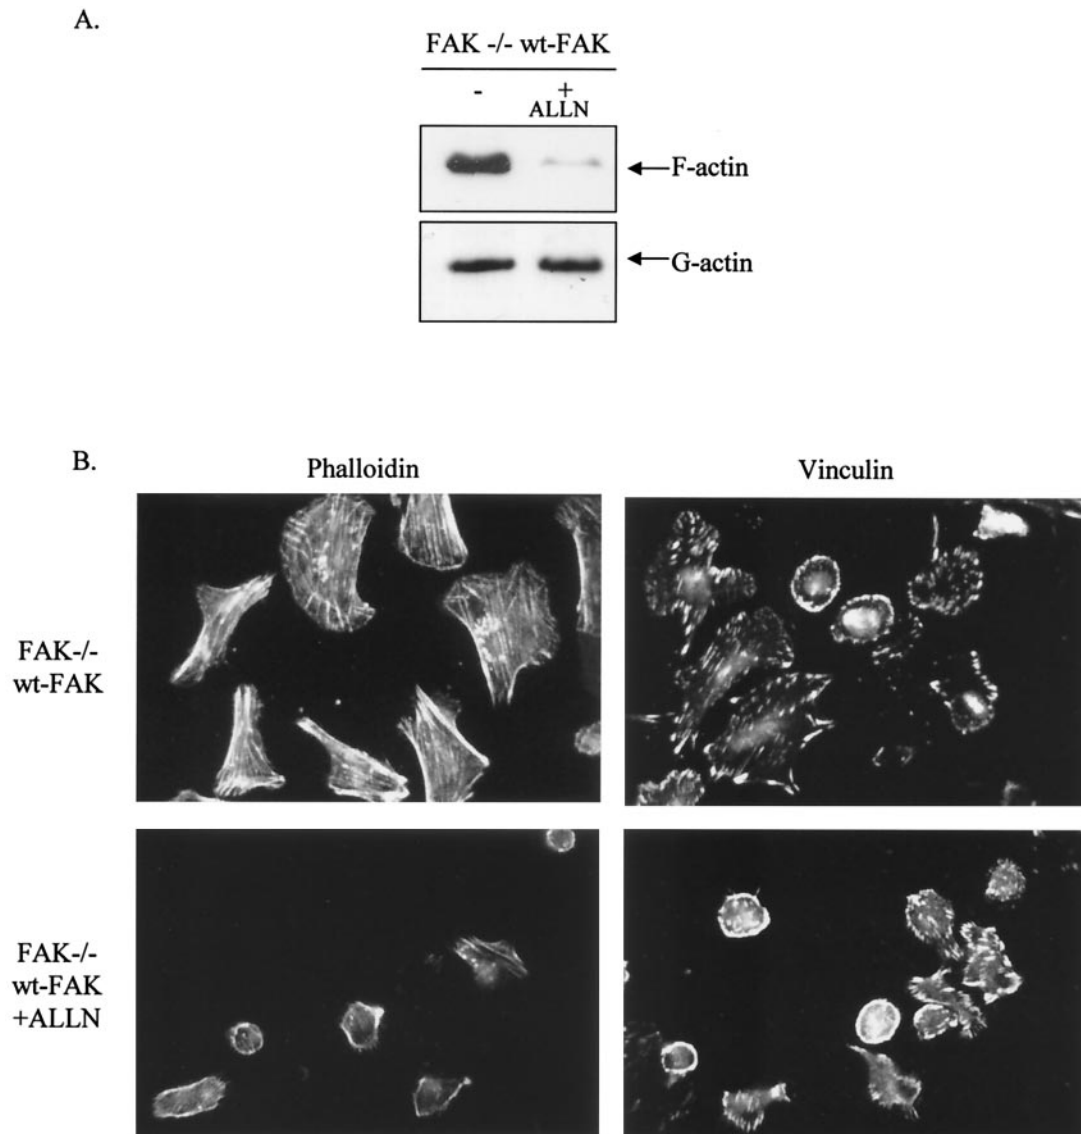 A.
FAK -/- wt-FAK
- +
ALLN
F-actin
G-actin
B.
Phalloidin Vinculin
FAK-/-
wt-FAK
FAK-/-
wt-FAK
+ALLN